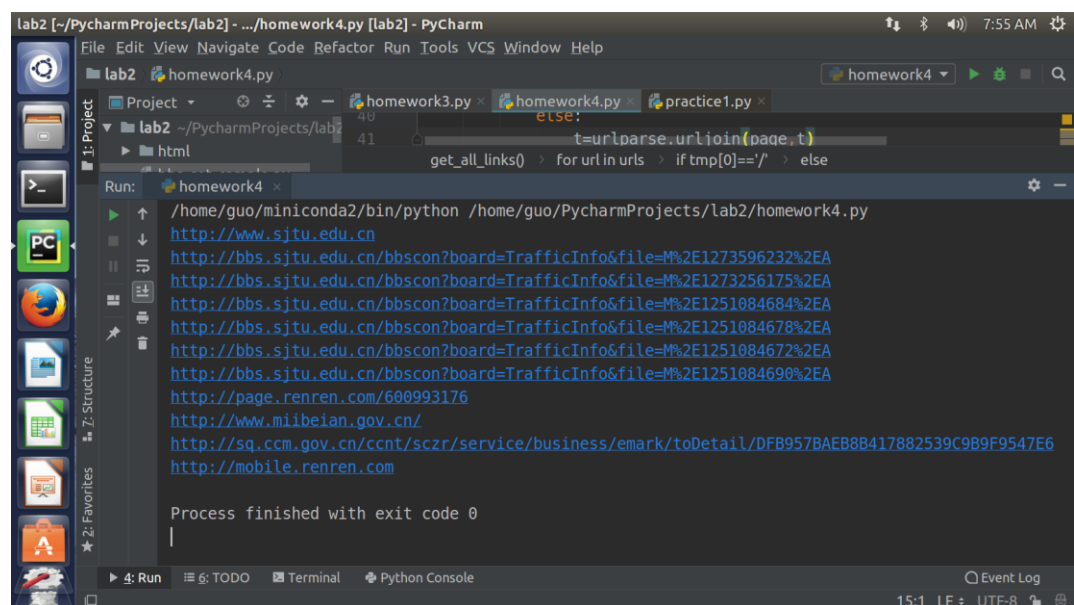 lab2 [~/PycharmProjects/lab2] - .../homework4.py [lab2] - PyCharm
7:55 AM
File Edit View Navigate Code Refactor Run Tools VCS Window Help
lab2 homework4.py
homework4
1: Project
Project
homework3.py × homework4.py × practice1.py ×
40 else:
lab2 ~/PycharmProjects/lab2
41 t=urlparse.urljoin(page,t)
html
get_all_links() > for url in urls > if tmp[0]=='/' > else
Run: homework4 ×
/home/guo/miniconda2/bin/python /home/guo/PycharmProjects/lab2/homework4.py
http://www.sjtu.edu.cn
http://bbs.sjtu.edu.cn/bbscon?board=TrafficInfo&file=M%2E1273596232%2EA
http://bbs.sjtu.edu.cn/bbscon?board=TrafficInfo&file=M%2E1273256175%2EA
http://bbs.sjtu.edu.cn/bbscon?board=TrafficInfo&file=M%2E1251084684%2EA
http://bbs.sjtu.edu.cn/bbscon?board=TrafficInfo&file=M%2E1251084678%2EA
http://bbs.sjtu.edu.cn/bbscon?board=TrafficInfo&file=M%2E1251084672%2EA
http://bbs.sjtu.edu.cn/bbscon?board=TrafficInfo&file=M%2E1251084690%2EA
http://page.renren.com/600993176
http://www.miibeian.gov.cn/
http://sq.ccm.gov.cn/ccnt/sczr/service/business/emark/toDetail/DFB957BAEB8B417882539C9B9F9547E6
http://mobile.renren.com
Process finished with exit code 0
PC
7: Structure
2: Favorites
4: Run 6: TODO Terminal Python Console Event Log
15:1 LF UTF-8